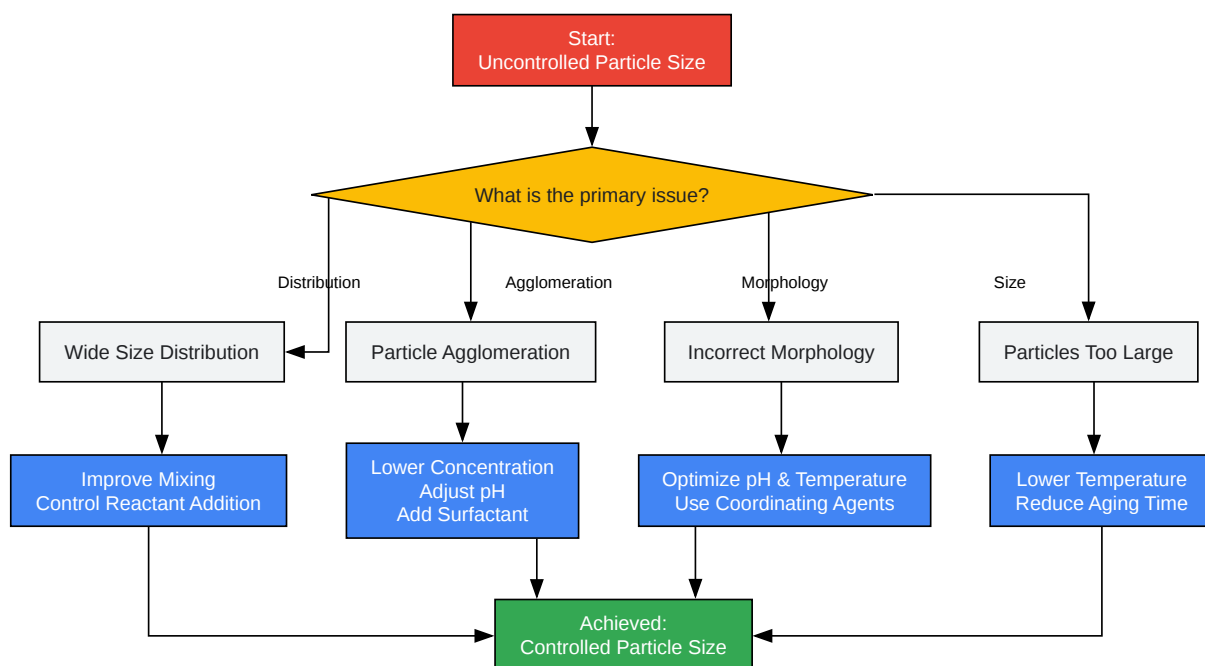 Start:
Uncontrolled Particle Size
What is the primary issue?
Distribution
Agglomeration
Morphology
Size
Wide Size Distribution
Particle Agglomeration
Incorrect Morphology
Particles Too Large
Improve Mixing
Control Reactant Addition
Lower Concentration
Adjust pH
Add Surfactant
Optimize pH & Temperature
Use Coordinating Agents
Lower Temperature
Reduce Aging Time
Achieved:
Controlled Particle Size